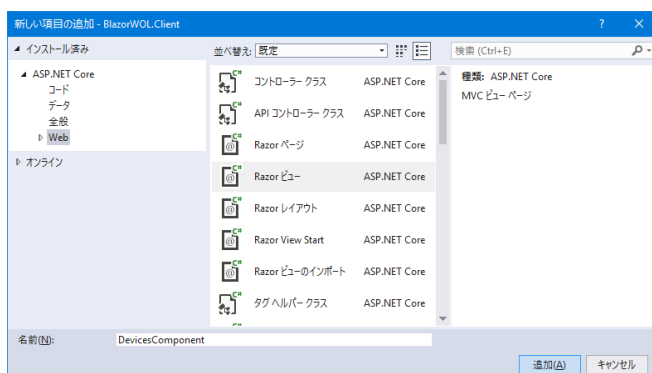 新しい項目の追加 - BlazorWOL.Client ? ×
インストール済み
並べ替え: 既定
検索 (Ctrl+E)
ASP.NET Core
コード
データ
全般
Web
オンライン
コントローラー クラス ASP.NET Core
API コントローラー クラス ASP.NET Core
Razor ページ ASP.NET Core
Razor ビュー ASP.NET Core
Razor レイアウト ASP.NET Core
Razor View Start ASP.NET Core
Razor ビューのインポート ASP.NET Core
タグ ヘルパー クラス ASP.NET Core
種類: ASP.NET Core
MVC ビュー ページ
名前(N): DevicesComponent
追加(A) キャンセル